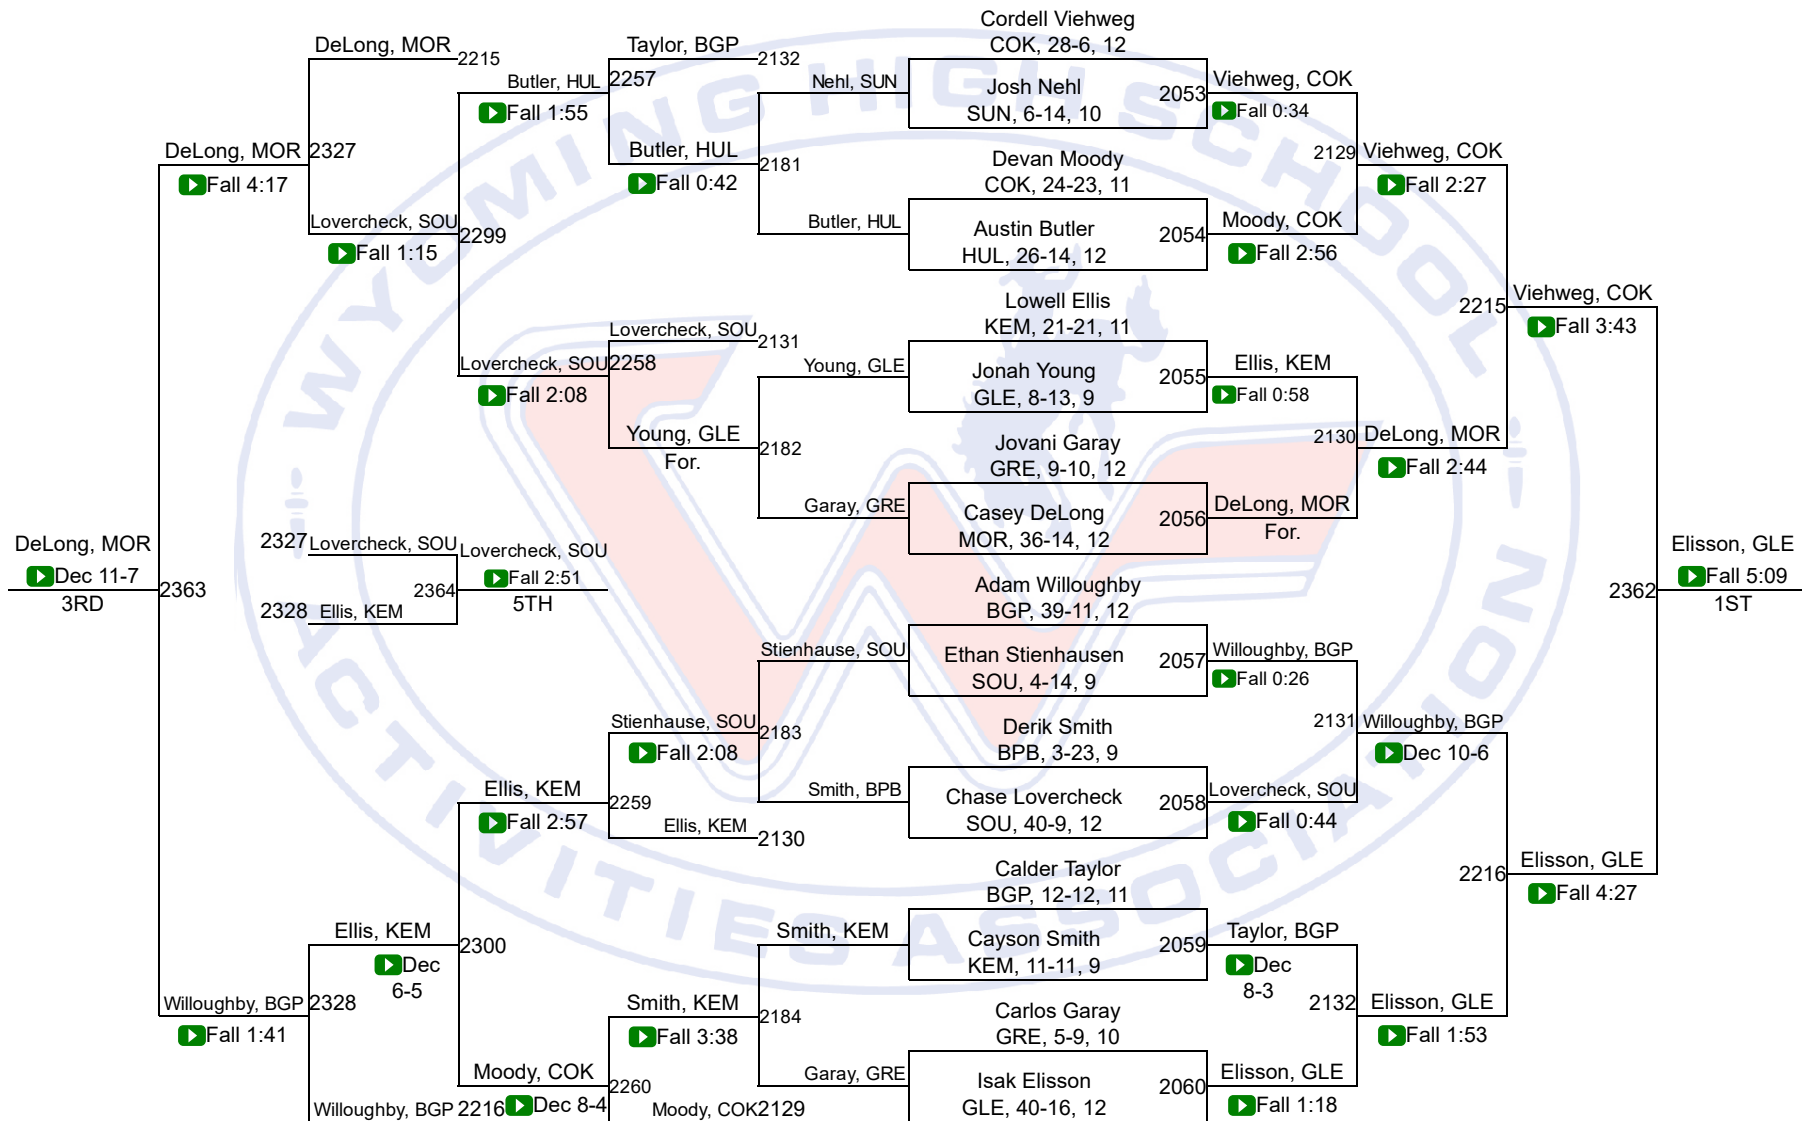 Cordell Viehweg
COK, 28-6, 12
DeLong, MOR
2215
Taylor, BGP
2132
Butler, HUL
2257
Fall 1:55
Nehl, SUN
Josh Nehl
SUN, 6-14, 10
2053
Viehweg, COK
Fall 0:34
DeLong, MOR
2327
Fall 4:17
Butler, HUL
2181
Fall 0:42
Devan Moody
COK, 24-23, 11
2129
Viehweg, COK
Fall 2:27
Lovercheck, SOU
2299
Fall 1:15
Butler, HUL
Austin Butler
HUL, 26-14, 12
2054
Moody, COK
Fall 2:56
Lowell Ellis
KEM, 21-21, 11
2215
Viehweg, COK
Fall 3:43
Lovercheck, SOU
2131
Lovercheck, SOU
2258
Fall 2:08
Young, GLE
Jonah Young
GLE, 8-13, 9
2055
Ellis, KEM
Fall 0:58
Young, GLE
2182
For.
Jovani Garay
GRE, 9-10, 12
2130
DeLong, MOR
Fall 2:44
Garay, GRE
Casey DeLong
MOR, 36-14, 12
2056
DeLong, MOR
For.
DeLong, MOR
Dec 11-7
3RD
2363
2327
Lovercheck, SOU
Lovercheck, SOU
Fall 2:51
2364
5TH
2328
Ellis, KEM
Adam Willoughby
BGP, 39-11, 12
2362
Elisson, GLE
Fall 5:09
1ST
Stienhause, SOU
Ethan Stienhausen
SOU, 4-14, 9
2057
Willoughby, BGP
Fall 0:26
Stienhause, SOU
2183
Fall 2:08
Derik Smith
BPB, 3-23, 9
2131
Willoughby, BGP
Dec 10-6
Ellis, KEM
2259
Fall 2:57
Smith, BPB
Chase Lovercheck
SOU, 40-9, 12
2058
Lovercheck, SOU
Fall 0:44
Ellis, KEM
2130
Calder Taylor
BGP, 12-12, 11
2216
Elisson, GLE
Fall 4:27
Ellis, KEM
2300
Dec
6-5
Smith, KEM
Cayson Smith
KEM, 11-11, 9
2059
Taylor, BGP
Dec
8-3
Willoughby, BGP
2328
Fall 1:41
Smith, KEM
2184
Fall 3:38
Carlos Garay
GRE, 5-9, 10
2132
Elisson, GLE
Fall 1:53
Moody, COK
2260
Dec 8-4
Garay, GRE
Isak Elisson
GLE, 40-16, 12
2060
Elisson, GLE
Fall 1:18
Willoughby, BGP
2216
Moody, COK
2129
WYOMING HIGH SCHOOL
ACTIVITIES ASSOCIATION